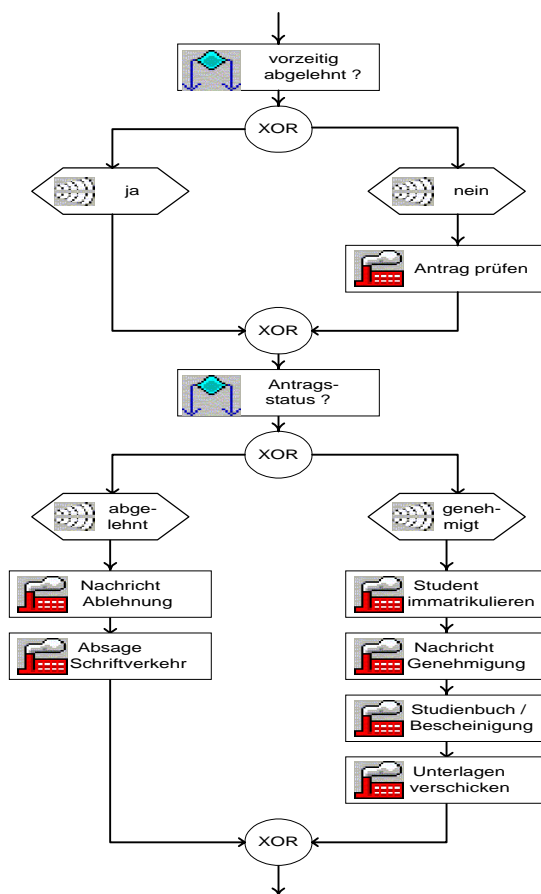 vorzeitig
abgelehnt ?
XOR
ja
nein
Antrag prüfen
XOR
Antrags-
status ?
XOR
abge-
lehnt
geneh-
migt
Nachricht
Ablehnung
Student
immatrikulieren
Absage
Schriftverkehr
Nachricht
Genehmigung
Studienbuch /
Bescheinigung
Unterlagen
verschicken
XOR